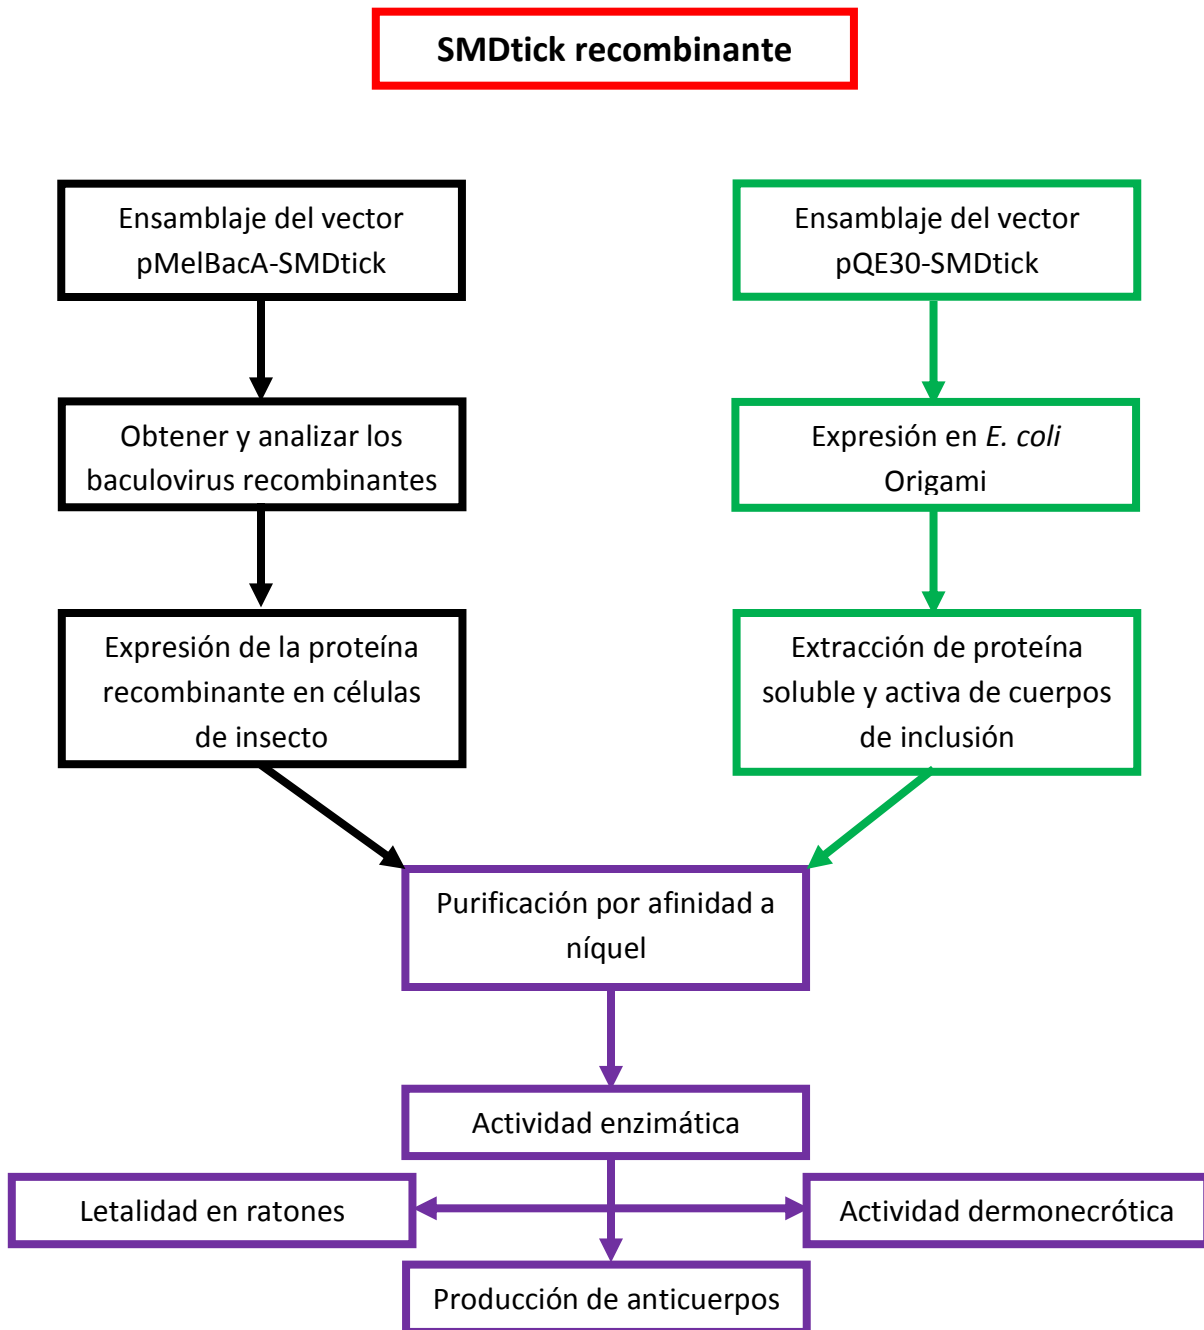 SMDtick recombinante
Ensamblaje del vector
pMelBacA-SMDtick
Ensamblaje del vector
pQE30-SMDtick
Obtener y analizar los
baculovirus recombinantes
Expresión en E. coli
Origami
Expresión de la proteína
recombinante en células
de insecto
Extracción de proteína
soluble y activa de cuerpos
de inclusión
Purificación por afinidad a
níquel
Actividad enzimática
Letalidad en ratones
Actividad dermonecrótica
Producción de anticuerpos